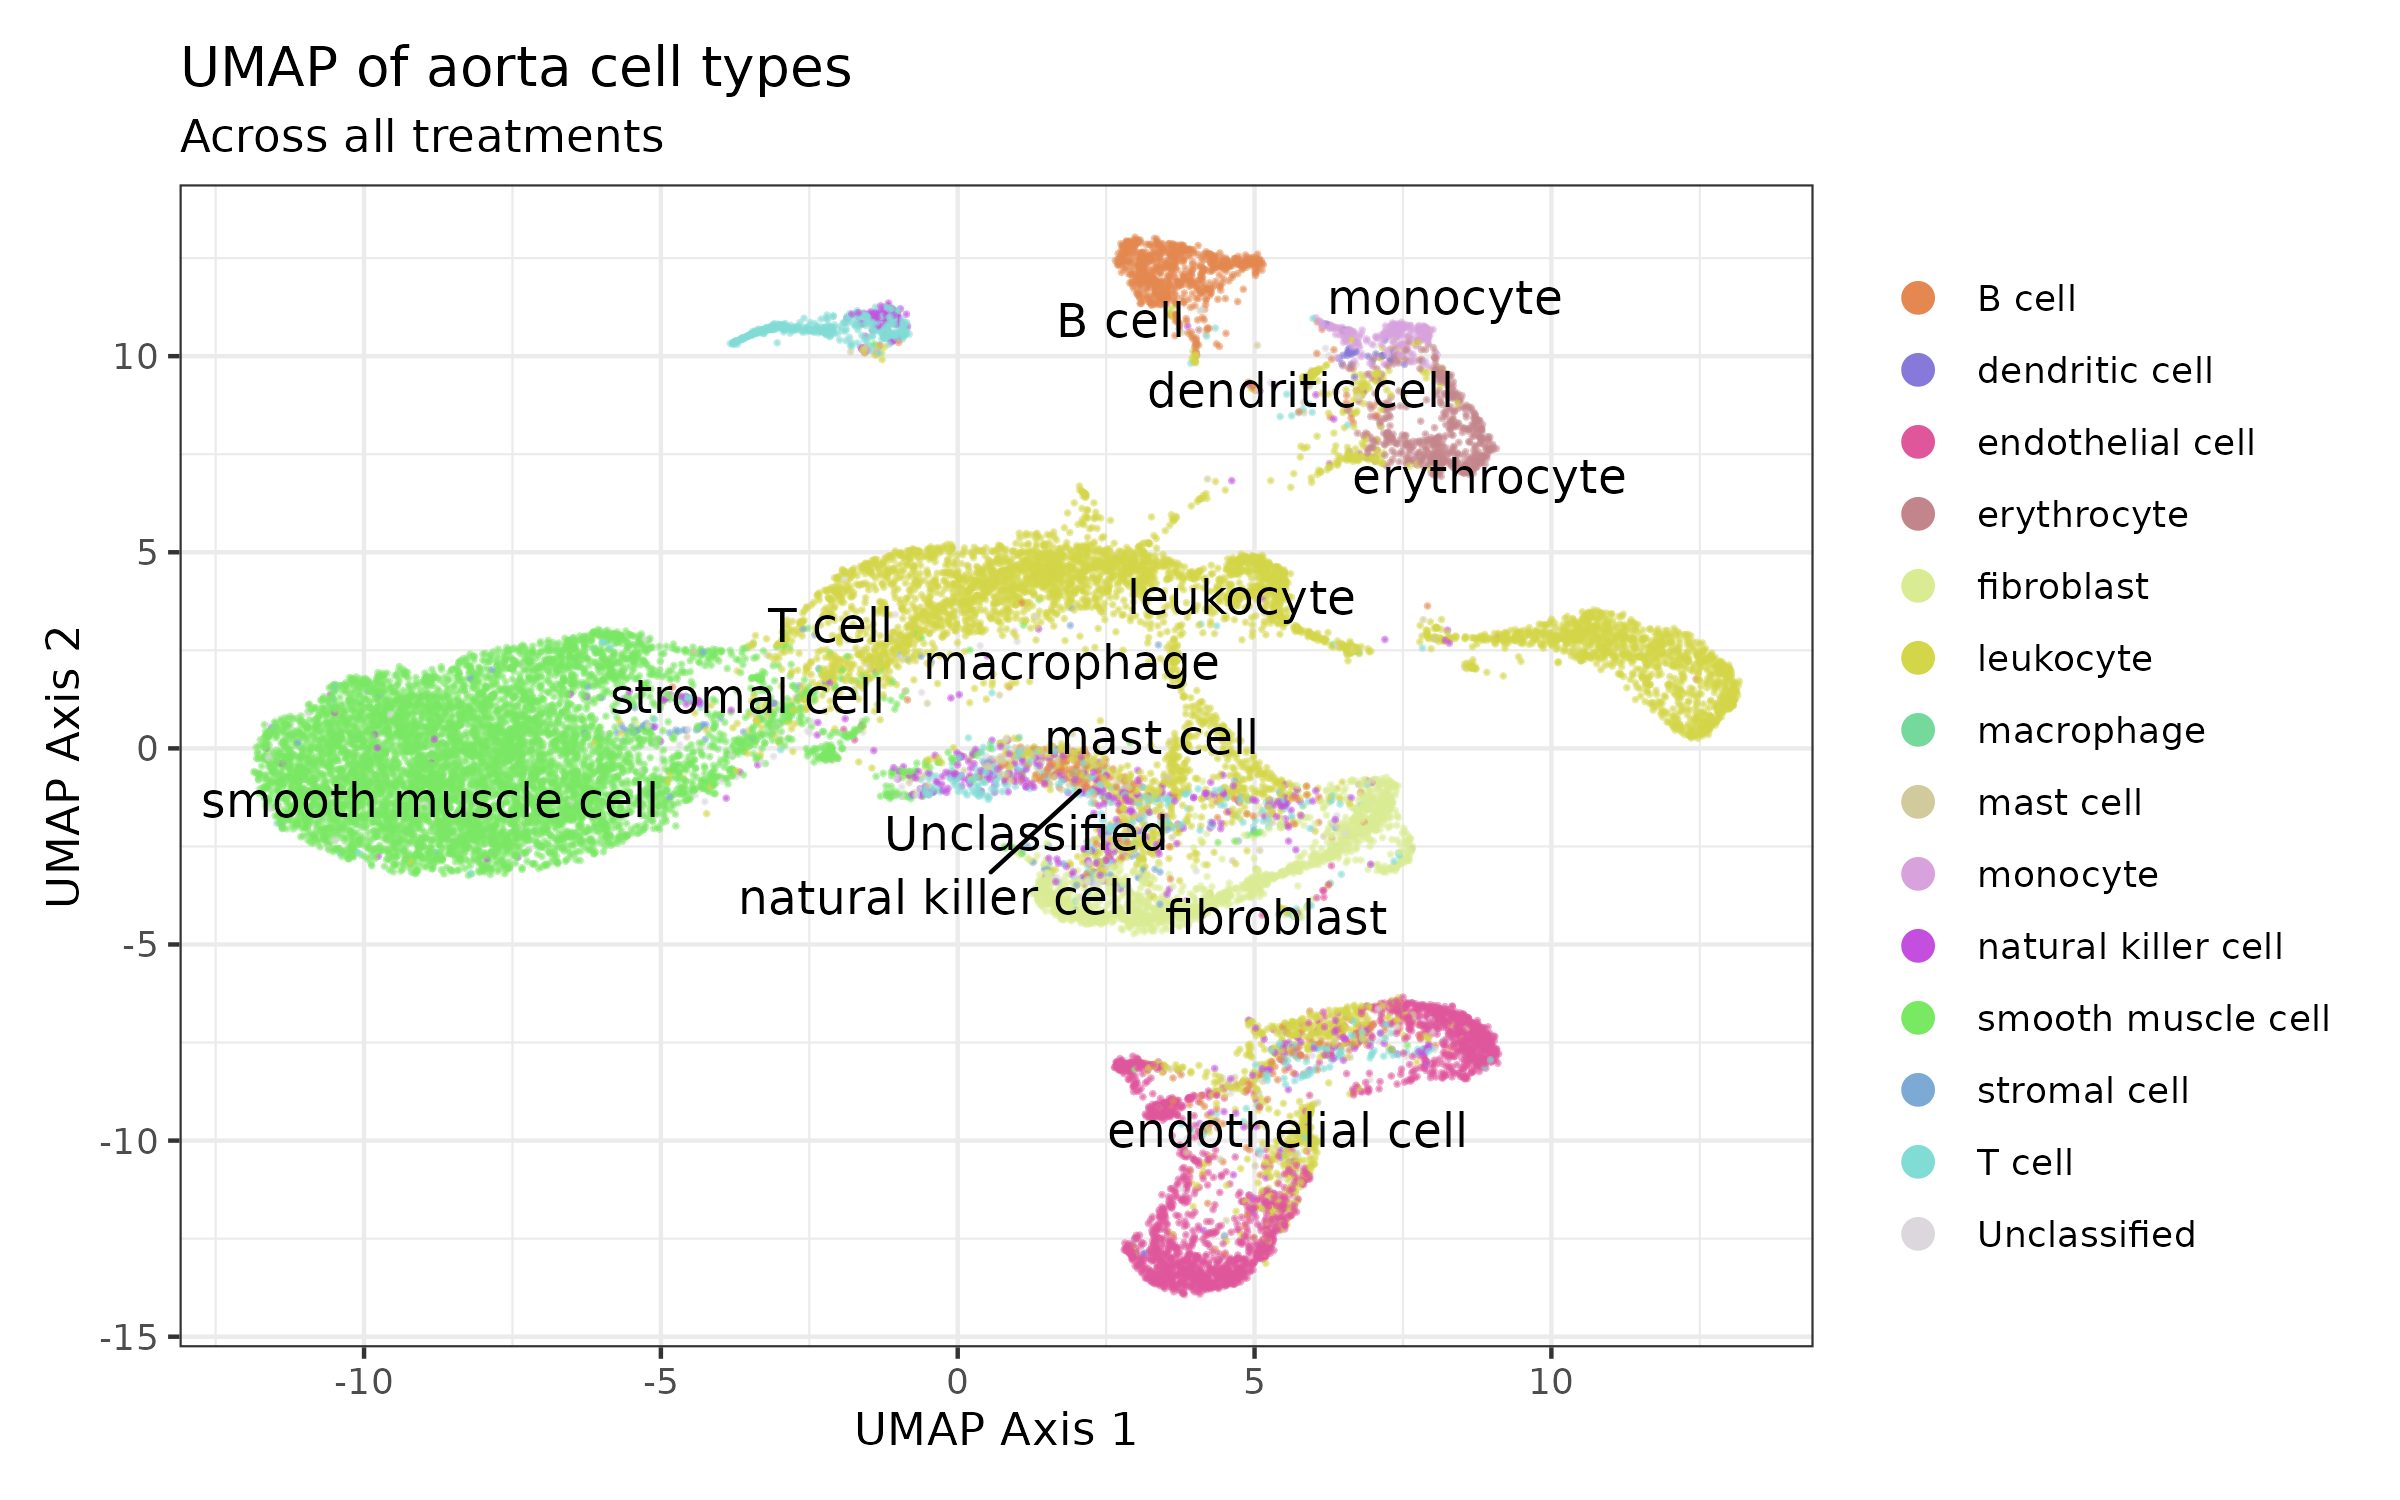 UMAP of aorta cell types
Across all treatments
B cell
monocyte
dendritic cell
erythrocyte
leukocyte
T cell
macrophage
stromal cell
mast cell
smooth muscle cell
Unclassified
natural killer cell
fibroblast
endothelial cell
10
5
0
-5
-10
-15
UMAP Axis 2
-10
-5
0
5
10
UMAP Axis 1
B cell
dendritic cell
endothelial cell
erythrocyte
fibroblast
leukocyte
macrophage
mast cell
monocyte
natural killer cell
smooth muscle cell
stromal cell
T cell
Unclassified